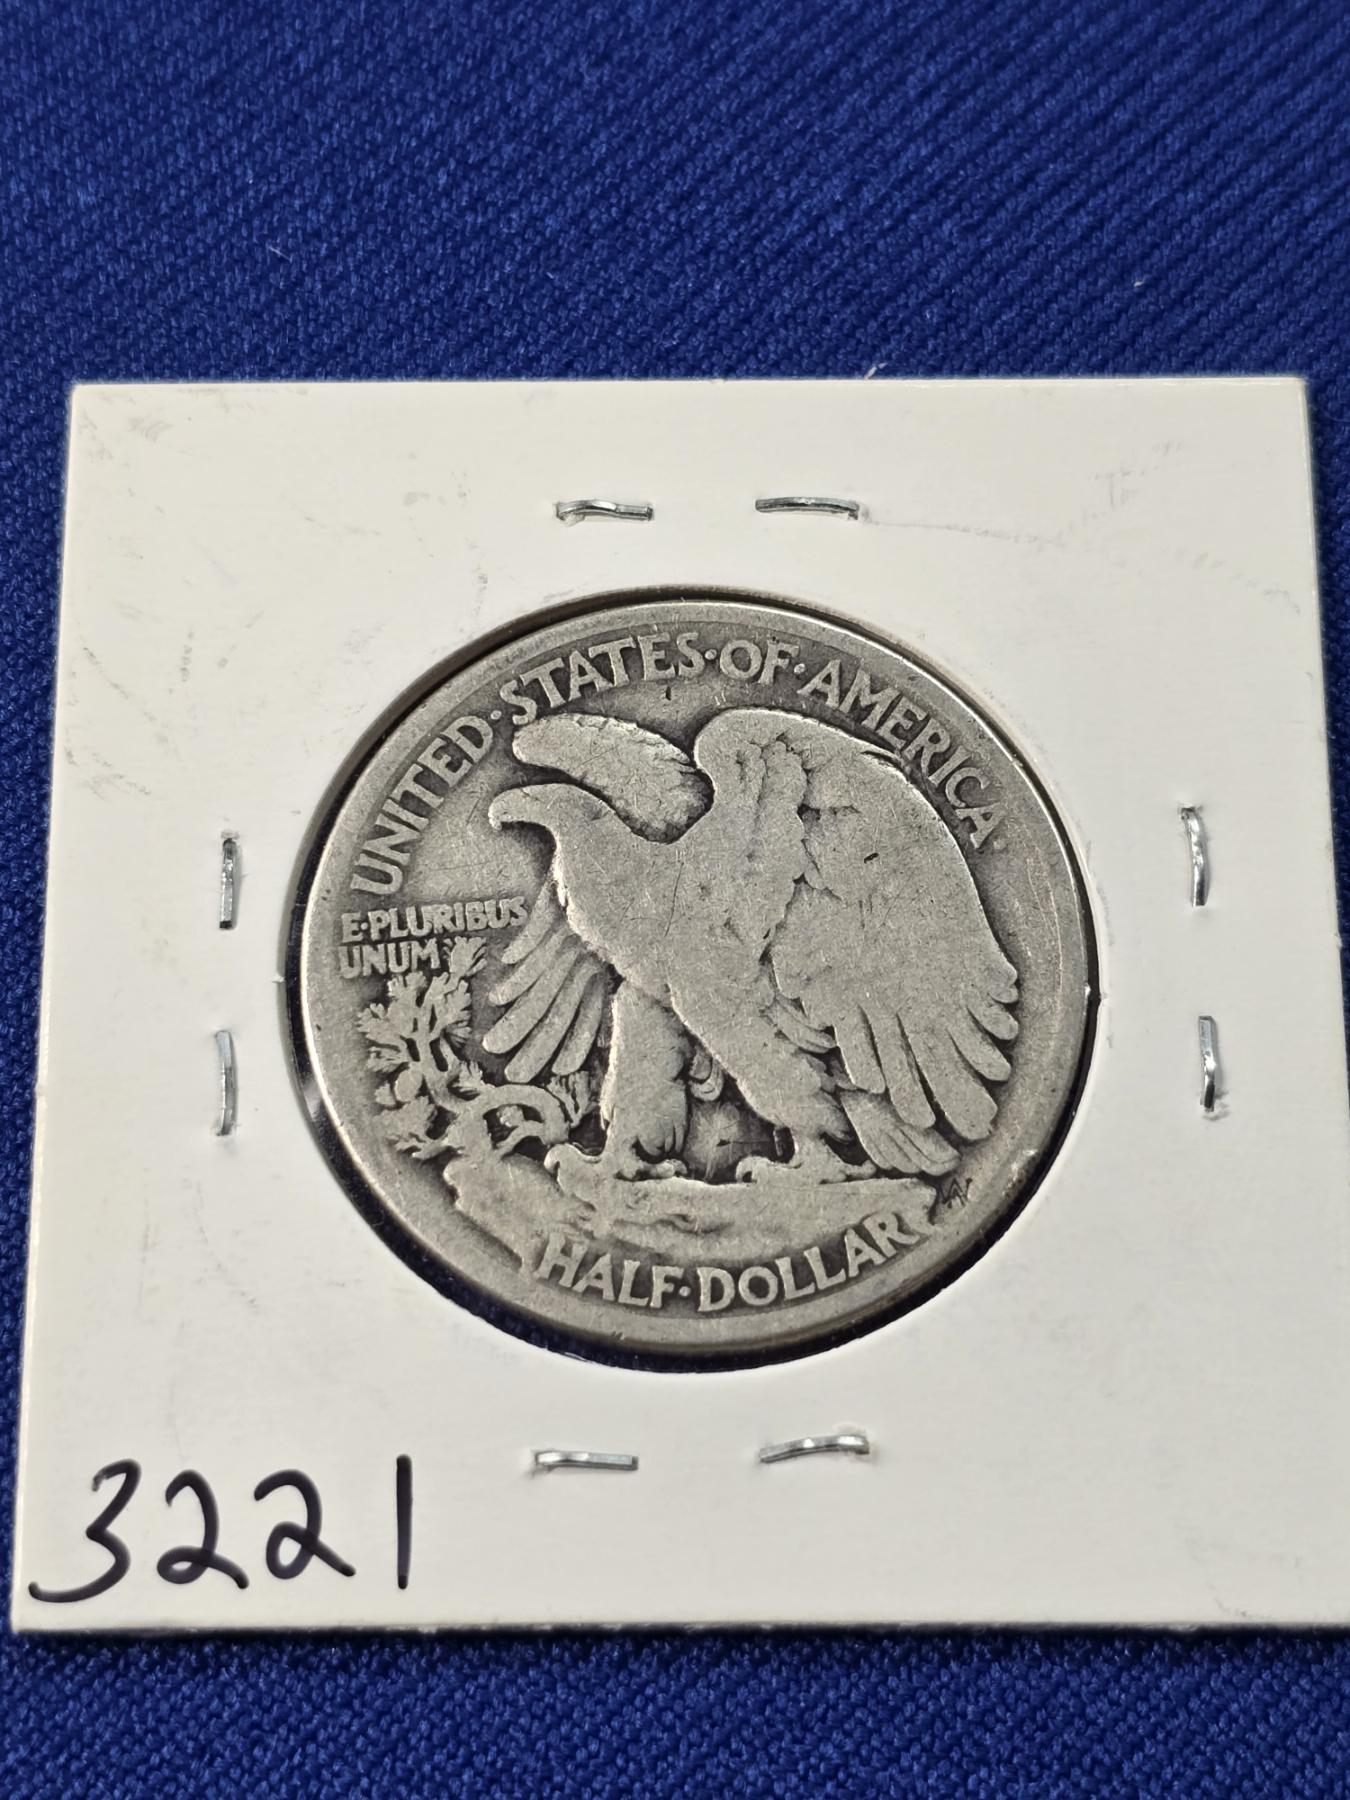 UNITED·STATES·OF·AMERICA·
E·PLURIBUS
UNUM
HALF·DOLLAR
AW
3221